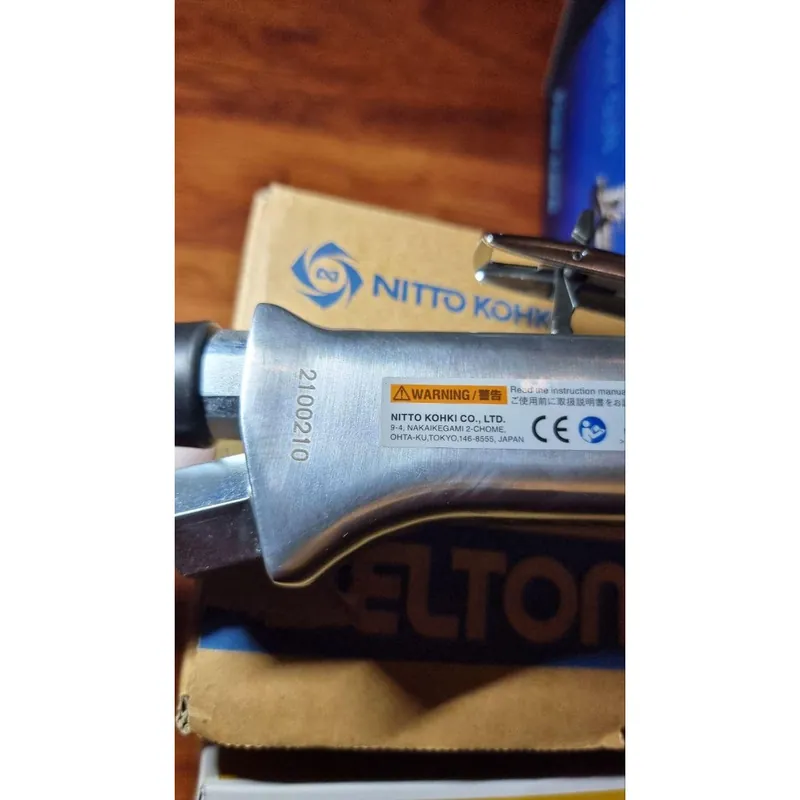 NITTO KOHKI
2100210
WARNING / 警告
Read the instruction manua
ご使用前に取扱説明書をお
NITTO KOHKI CO., LTD.
9-4, NAKAIKEGAMI 2-CHOME,
OHTA-KU,TOKYO,146-8555, JAPAN
CE
ELTON